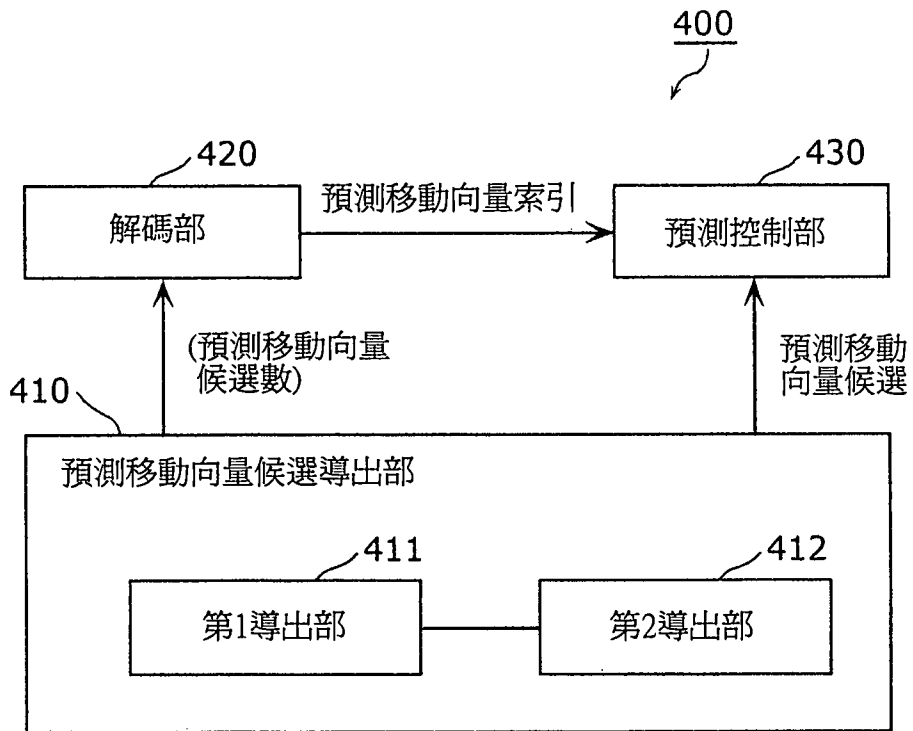 400
420
430
解碼部
預測移動向量索引
預測控制部
(預測移動向量
候選數)
預測移動
向量候選
410
預測移動向量候選導出部
411
412
第1導出部
第2導出部